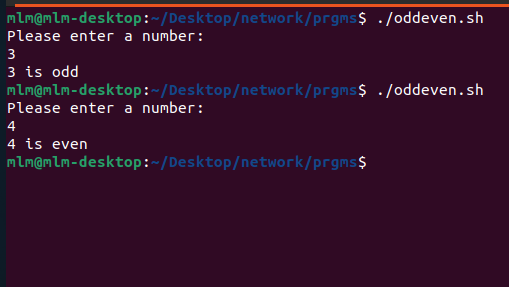 mlm@mlm-desktop:~/Desktop/network/prgms$ ./oddeven.sh
Please enter a number:
3
3 is odd
mlm@mlm-desktop:~/Desktop/network/prgms$ ./oddeven.sh
Please enter a number:
4
4 is even
mlm@mlm-desktop:~/Desktop/network/prgms$